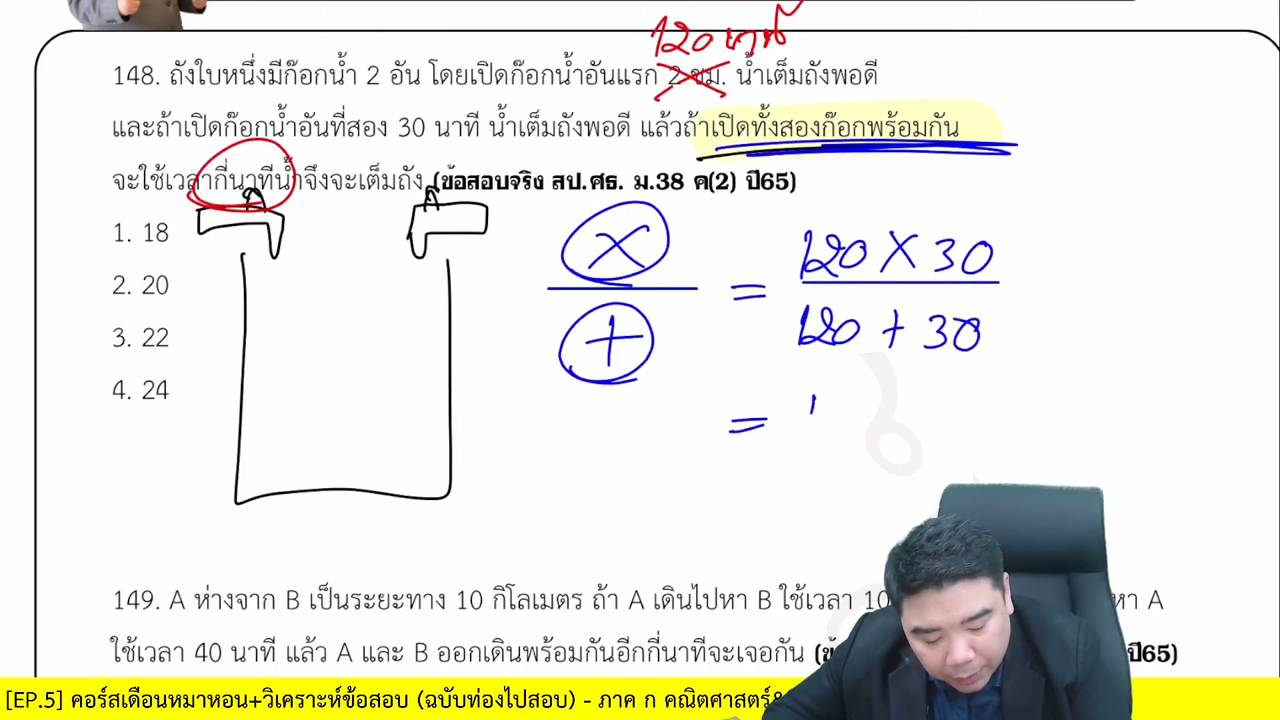 120 นาที
148. ถังใบหนึ่งมีก๊อกน้ำ 2 อัน โดยเปิดก๊อกน้ำอันแรก 2 ชม. น้ำเต็มถังพอดี
และถ้าเปิดก๊อกน้ำอันที่สอง 30 นาที น้ำเต็มถังพอดี แล้วถ้าเปิดทั้งสองก๊อกพร้อมกัน
จะใช้เวลากี่นาทีน้ำจึงจะเต็มถัง (ข้อสอบจริง สป.ศธ. ม.38 ค(2) ปี65)
1. 18
2. 20
3. 22
4. 24
× = 120 × 30
+ 120 + 30
=
149. A ห่างจาก B เป็นระยะทาง 10 กิโลเมตร ถ้า A เดินไปหา B ใช้เวลา 10 หา A
ใช้เวลา 40 นาที แล้ว A และ B ออกเดินพร้อมกันอีกกี่นาทีจะเจอกัน ปี65)
[EP.5] คอร์สเดือนหมาหอน+วิเคราะห์ข้อสอบ (ฉบับท่องไปสอบ) - ภาค ก คณิตศาสตร์&